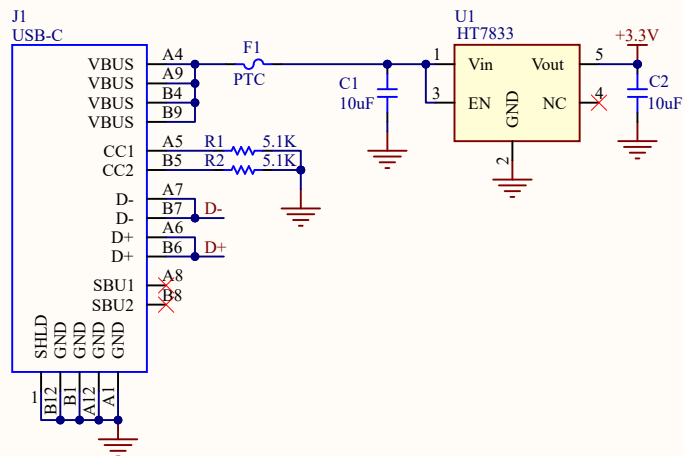 J1
USB-C
VBUS A4
VBUS A9
VBUS B4
VBUS B9
CC1 A5
CC2 B5
D- A7
D- B7
D+ A6
D+ B6
SBU1 A8
SBU2 B8
SHLD GND GND GND GND
1 B12 B1 A12 A1
D-
D+
F1
PTC
R1 5.1K
R2 5.1K
C1
10uF
U1
HT7833
1 Vin Vout 5
3 EN NC 4
GND
2
+3.3V
C2
10uF